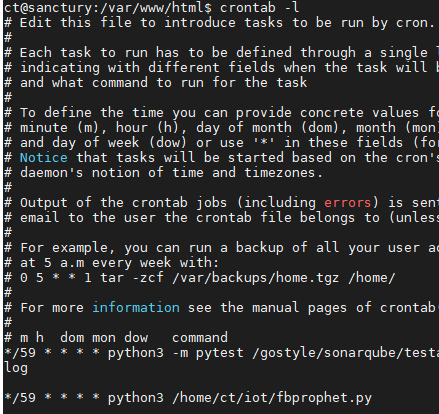 ct@sanctury:/var/www/html$ crontab -l
# Edit this file to introduce tasks to be run by cron.
#
# Each task to run has to be defined through a single l
# indicating with different fields when the task will b
# and what command to run for the task
#
# To define the time you can provide concrete values fo
# minute (m), hour (h), day of month (dom), month (mon)
# and day of week (dow) or use '*' in these fields (for
# Notice that tasks will be started based on the cron's
# daemon's notion of time and timezones.
#
# Output of the crontab jobs (including errors) is sent
# email to the user the crontab file belongs to (unless
#
# For example, you can run a backup of all your user ac
# at 5 a.m every week with:
# 0 5 * * 1 tar -zcf /var/backups/home.tgz /home/
#
# For more information see the manual pages of crontab(
#
# m h  dom mon dow   command
*/59 * * * * python3 -m pytest /gostyle/sonarqube/testa
log
*/59 * * * * python3 /home/ct/iot/fbprophet.py